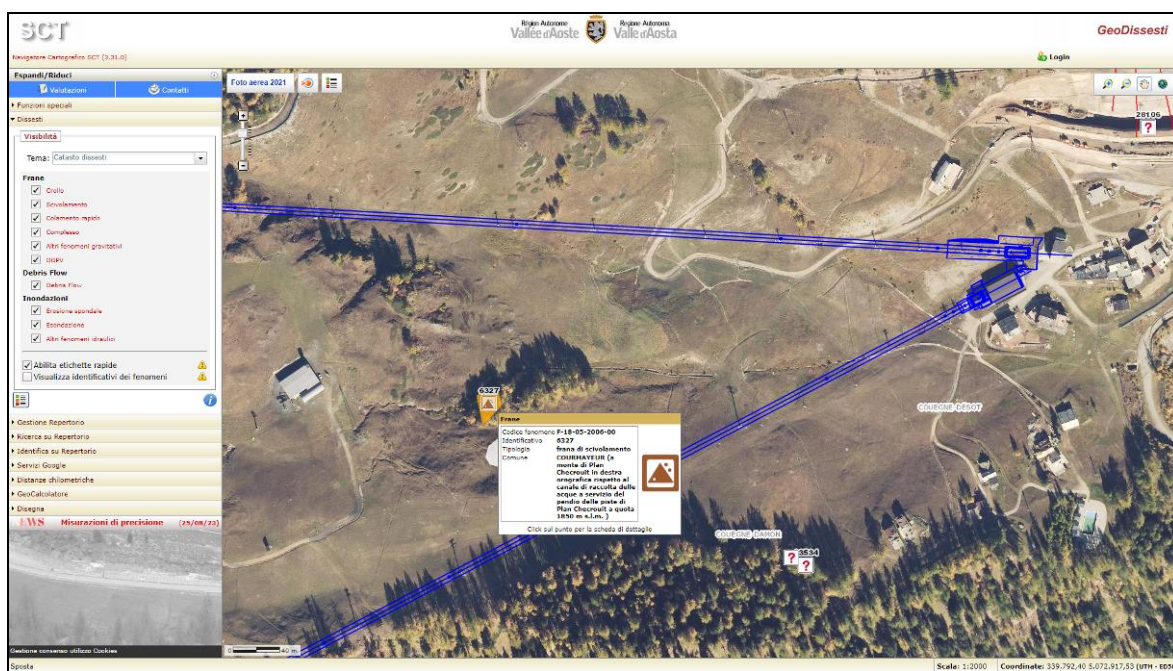 SCT
Région Autonome
Vallée d'Aoste
Regione Autonoma
Valle d'Aosta
GeoDissesti
Navigatore Cartografico SCT [3.31.0]
Login
Espandi/Riduci
Valutazioni
Contatti
Funzioni speciali
Dissesti
Visibilità
Tema: Catasto dissesti
Frane
Crollo
Scivolamento
Colamento rapido
Complesso
Altri fenomeni gravitativi
DGPV
Debris Flow
Debris flow
Inondazioni
Erosione spondale
Esondazione
Altri fenomeni idraulici
Abilita etichette rapide
Visualizza identificativi dei fenomeni
Gestione Repertorio
Ricerca su Repertorio
Identifica su Repertorio
Servizi Google
Distanze chilometriche
GeoCalcolatore
Disegna
NEWS Misurazioni di precisione (25/08/23)
Gestione consenso utilizzo Cookies
Sposta
Foto aerea 2021
28106
?
6327
Frane
Codice fenomeno F-18-05-2006-00
Identificativo 6327
Tipologia frana di scivolamento
Comune COURMAYEUR (a
monte di Plan
Checrouit in destra
orografica rispetto al
canale di raccolta delle
acque a servizio del
pendio delle piste di
Plan Checrouit a quota
1850 m s.l.m. )
Click sul punto per la scheda di dettaglio
COUEGNE-DESOT
COUEGNE-DAMON
3534
?
?
0 40 m
Scala: 1:2000 Coordinate: 339.792,40 5.072.917,53 (UTM - ED50